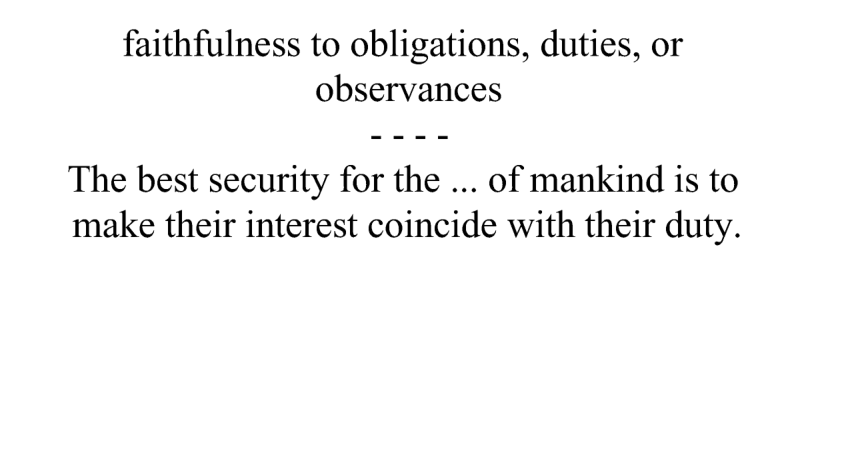 faithfulness to obligations, duties, or
observances
- - - -
The best security for the ... of mankind is to
make their interest coincide with their duty.